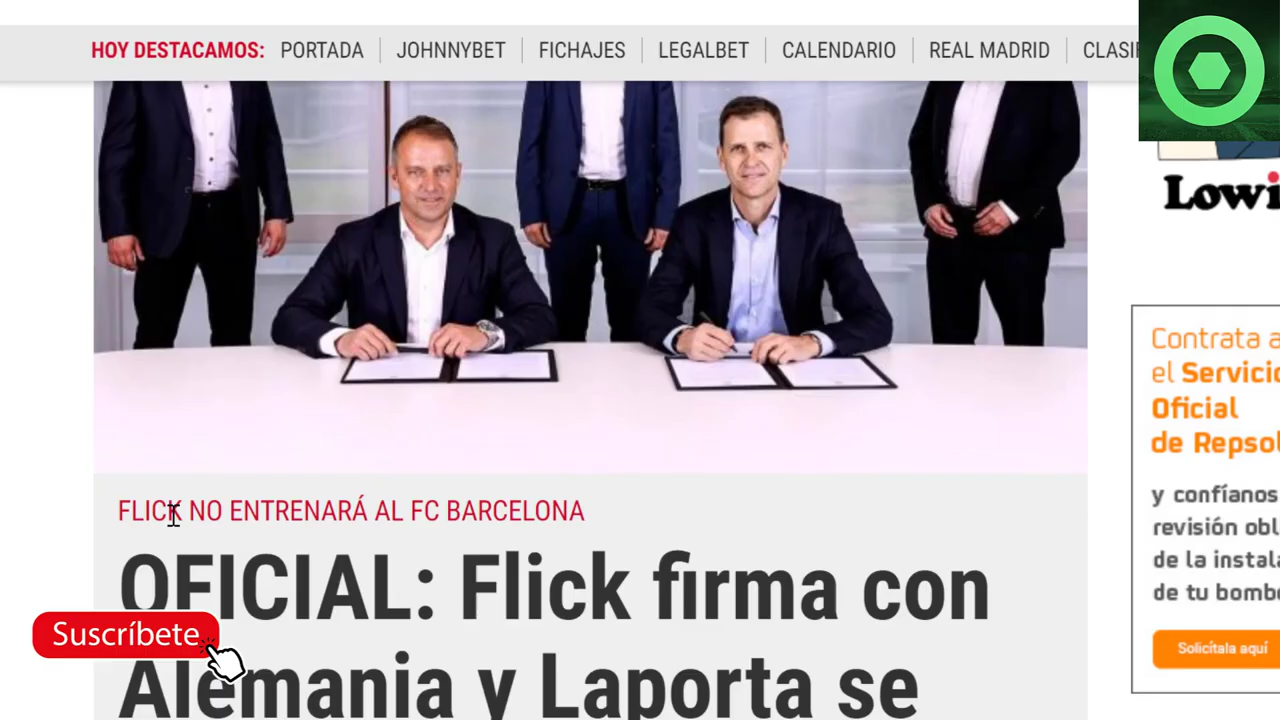 HOY DESTACAMOS: PORTADA JOHNNYBET FICHAJES LEGALBET CALENDARIO REAL MADRID
Lowi
Contrata
el Servicio
Oficial
de Repsol
y confíanos
revisión
de la
de tu
Solicítala aquí
FLICK NO ENTRENARÁ AL FC BARCELONA
OFICIAL: Flick firma con
Alemania y Laporta se
Suscríbete